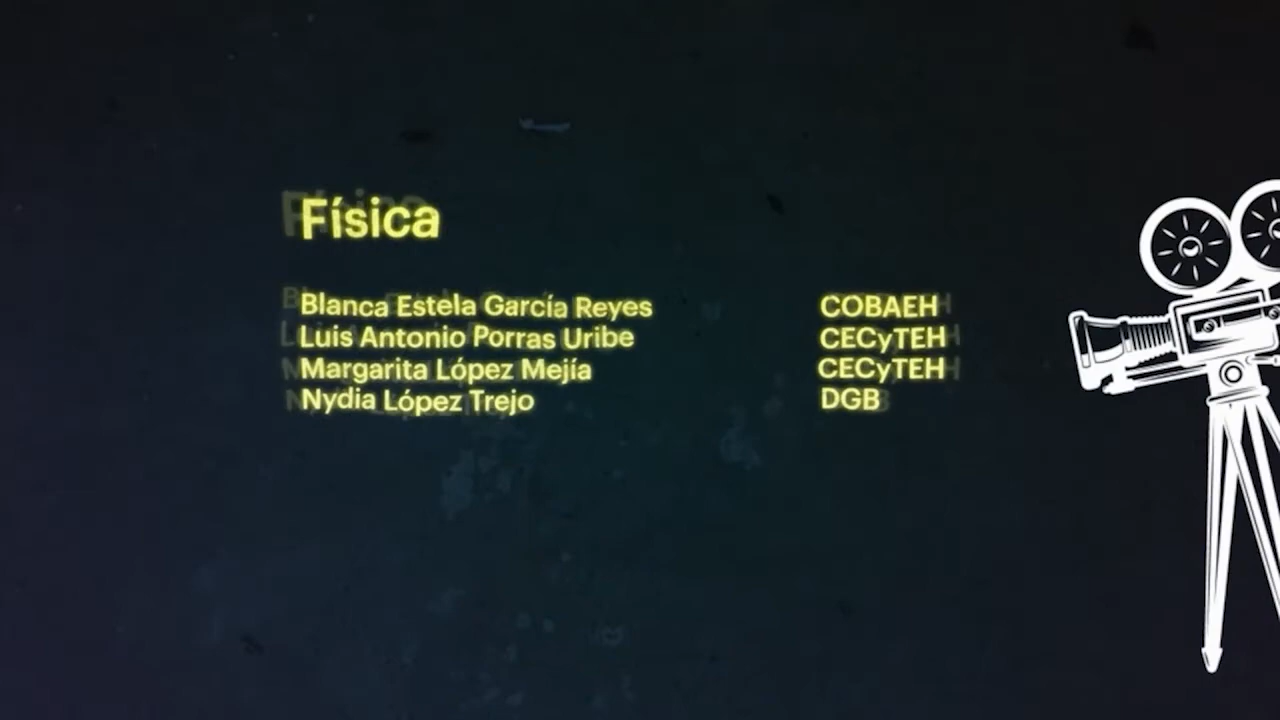 Física
Blanca Estela García Reyes COBAEH
Luis Antonio Porras Uribe CECyTEH
Margarita López Mejía CECyTEH
Nydia López Trejo DGB